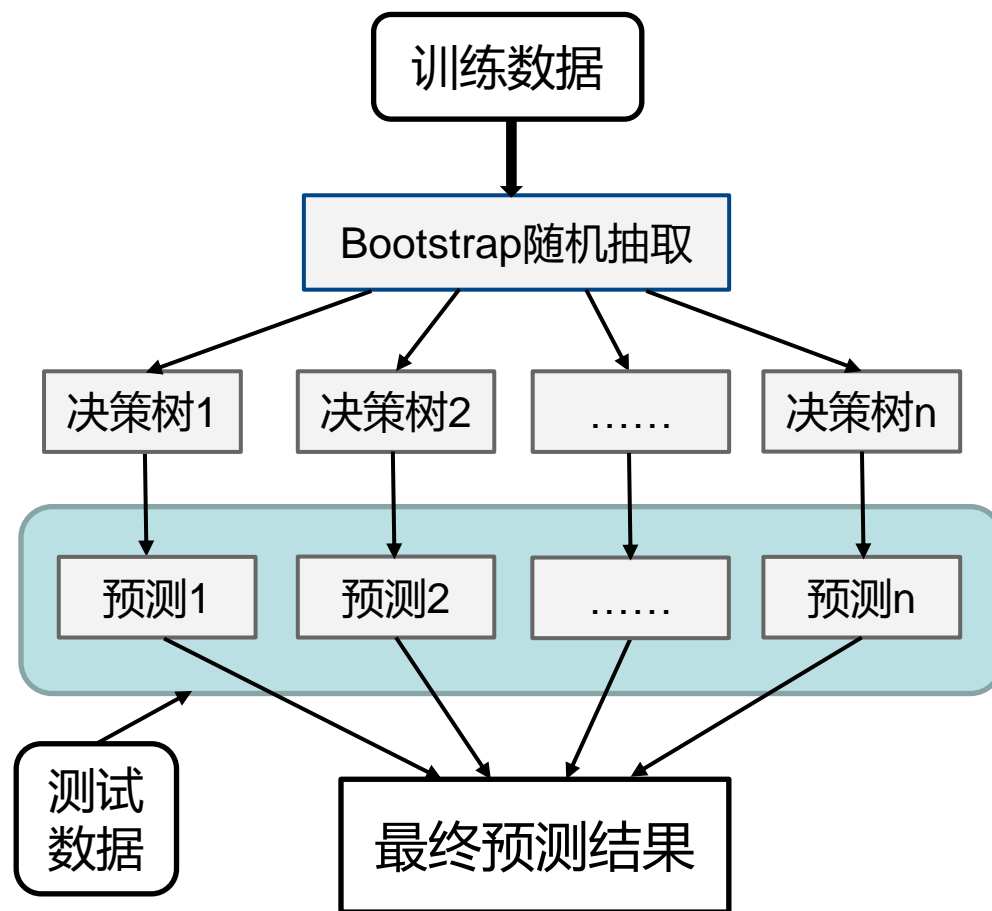 训练数据
Bootstrap随机抽取
决策树1
决策树2
……
决策树n
预测1
预测2
……
预测n
测试
数据
最终预测结果